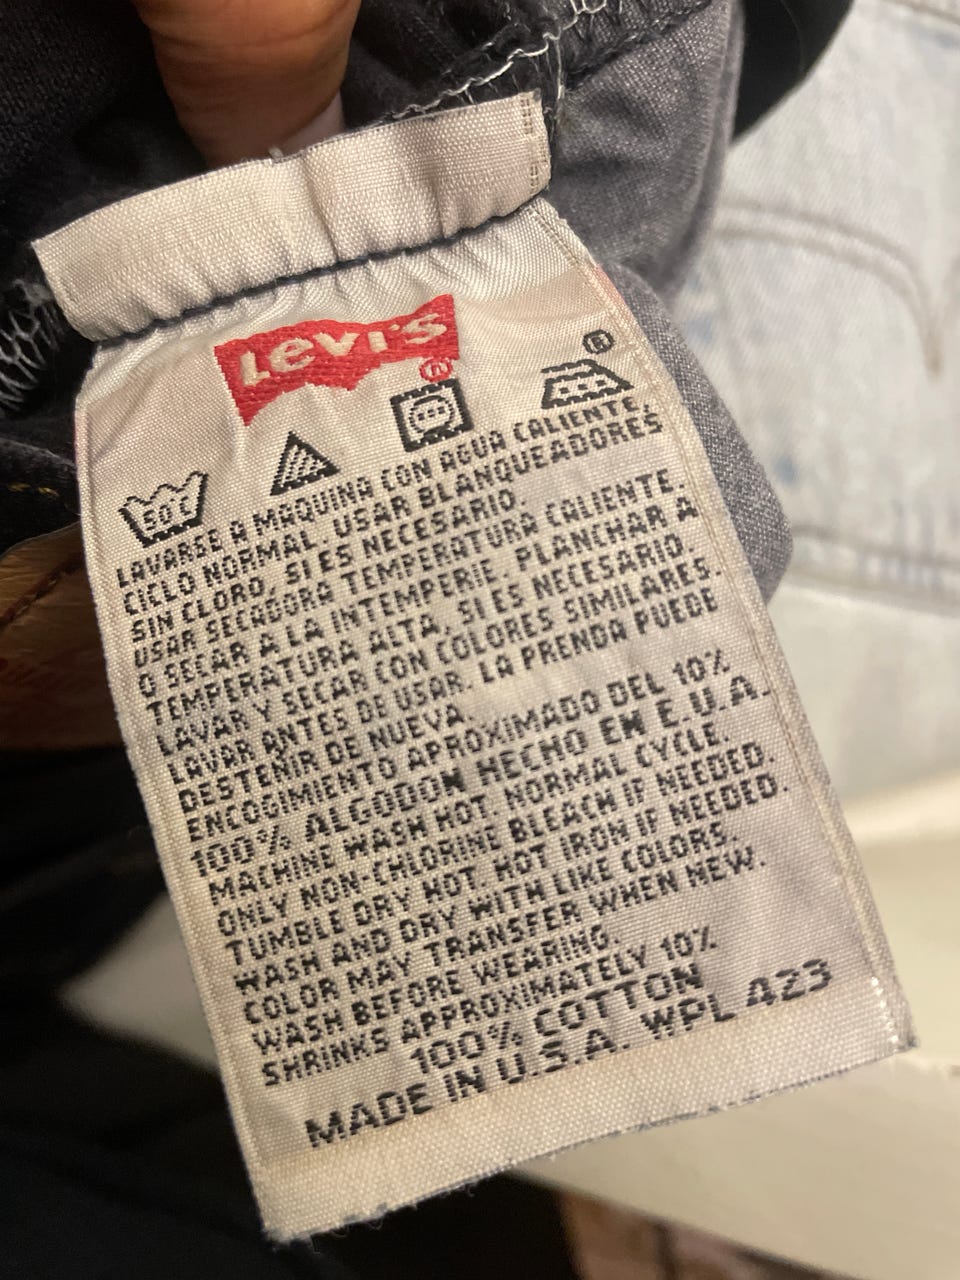 Levi's
®
®
50
LAVARSE A MAQUINA CON AGUA CALIENTE,
CICLO NORMAL. USAR BLANQUEADORES
SIN CLORO, SI ES NECESARIO.
USAR SECADORA TEMPERATURA CALIENTE.
O SECAR A LA INTEMPERIE. PLANCHAR A
TEMPERATURA ALTA, SI ES NECESARIO.
LAVAR Y SECAR CON COLORES SIMILARES.
LAVAR ANTES DE USAR. LA PRENDA PUEDE
DESTENIR DE NUEVA.
ENCOGIMIENTO APROXIMADO DEL 10%
100% ALGODON HECHO EN E.U.A.
MACHINE WASH HOT, NORMAL CYCLE.
ONLY NON-CHLORINE BLEACH IF NEEDED.
TUMBLE DRY HOT. HOT IRON IF NEEDED.
WASH AND DRY WITH LIKE COLORS.
COLOR MAY TRANSFER WHEN NEW.
WASH BEFORE WEARING.
SHRINKS APPROXIMATELY 10%
100% COTTON
MADE IN U.S.A. WPL 423